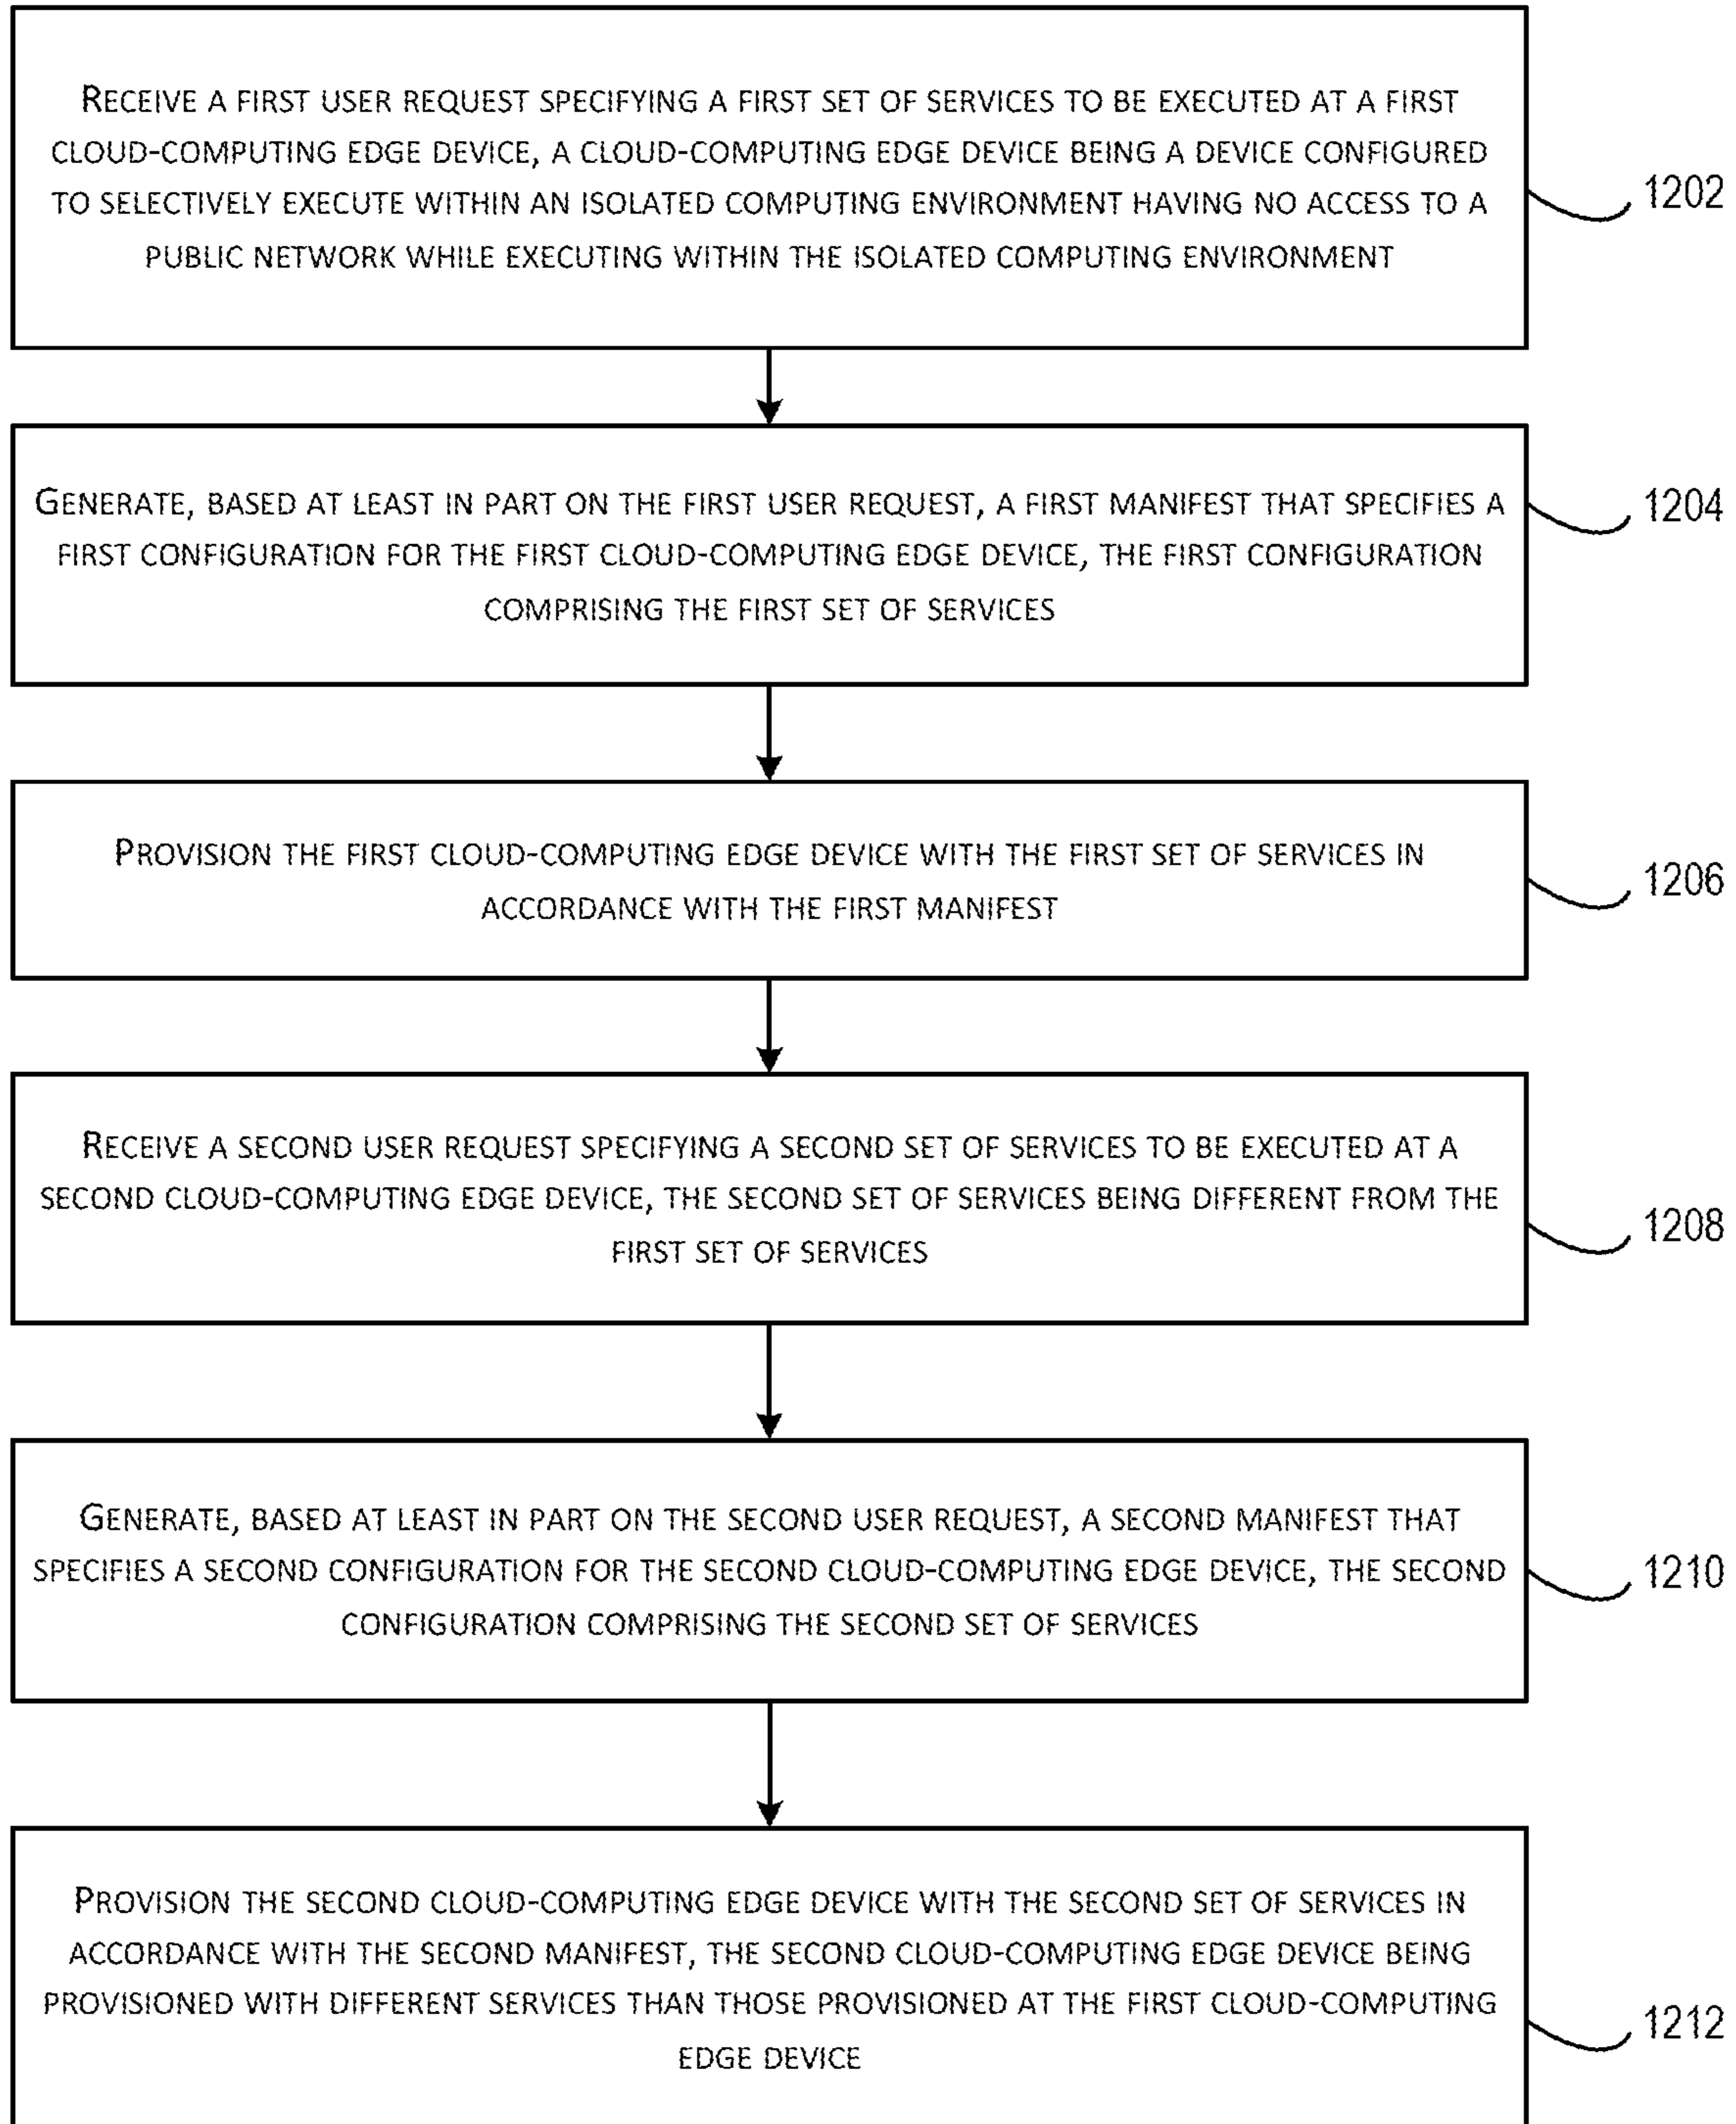 RECEIVE A FIRST USER REQUEST SPECIFYING A FIRST SET OF SERVICES TO BE EXECUTED AT A FIRST
CLOUD-COMPUTING EDGE DEVICE, A CLOUD-COMPUTING EDGE DEVICE BEING A DEVICE CONFIGURED
TO SELECTIVELY EXECUTE WITHIN AN ISOLATED COMPUTING ENVIRONMENT HAVING NO ACCESS TO A
PUBLIC NETWORK WHILE EXECUTING WITHIN THE ISOLATED COMPUTING ENVIRONMENT
1202
GENERATE, BASED AT LEAST IN PART ON THE FIRST USER REQUEST, A FIRST MANIFEST THAT SPECIFIES A
FIRST CONFIGURATION FOR THE FIRST CLOUD-COMPUTING EDGE DEVICE, THE FIRST CONFIGURATION
COMPRISING THE FIRST SET OF SERVICES
1204
PROVISION THE FIRST CLOUD-COMPUTING EDGE DEVICE WITH THE FIRST SET OF SERVICES IN
ACCORDANCE WITH THE FIRST MANIFEST
1206
RECEIVE A SECOND USER REQUEST SPECIFYING A SECOND SET OF SERVICES TO BE EXECUTED AT A
SECOND CLOUD-COMPUTING EDGE DEVICE, THE SECOND SET OF SERVICES BEING DIFFERENT FROM THE
FIRST SET OF SERVICES
1208
GENERATE, BASED AT LEAST IN PART ON THE SECOND USER REQUEST, A SECOND MANIFEST THAT
SPECIFIES A SECOND CONFIGURATION FOR THE SECOND CLOUD-COMPUTING EDGE DEVICE, THE SECOND
CONFIGURATION COMPRISING THE SECOND SET OF SERVICES
1210
PROVISION THE SECOND CLOUD-COMPUTING EDGE DEVICE WITH THE SECOND SET OF SERVICES IN
ACCORDANCE WITH THE SECOND MANIFEST, THE SECOND CLOUD-COMPUTING EDGE DEVICE BEING
PROVISIONED WITH DIFFERENT SERVICES THAN THOSE PROVISIONED AT THE FIRST CLOUD-COMPUTING
EDGE DEVICE
1212